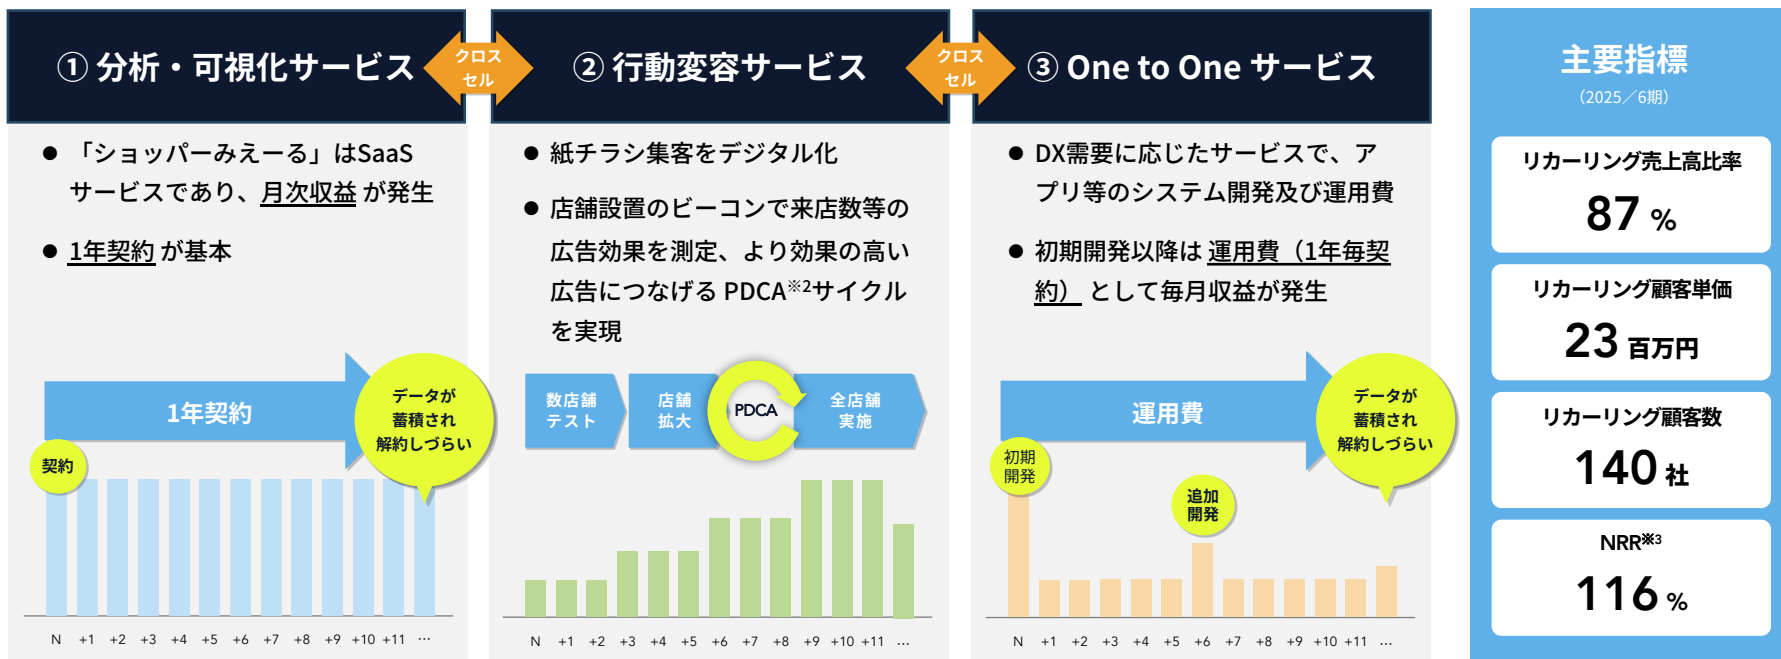 ① 分析・可視化サービス
クロス
セル
② 行動変容サービス
クロス
セル
③ One to One サービス
● 「ショッパーみえーる」はSaaS
サービスであり、月次収益 が発生
● 1年契約 が基本
1年契約
データが
蓄積され
解約しづらい
契約
N +1 +2 +3 +4 +5 +6 +7 +8 +9 +10 +11 …
● 紙チラシ集客をデジタル化
● 店舗設置のビーコンで来店数等の
広告効果を測定、より効果の高い
広告につなげる PDCA※2サイクル
を実現
数店舗
テスト
店舗
拡大
PDCA
全店舗
実施
N +1 +2 +3 +4 +5 +6 +7 +8 +9 +10 +11 …
● DX需要に応じたサービスで、ア
プリ等のシステム開発及び運用費
● 初期開発以降は 運用費（1年毎契
約） として毎月収益が発生
運用費
データが
蓄積され
解約しづらい
初期
開発
追加
開発
N +1 +2 +3 +4 +5 +6 +7 +8 +9 +10 +11 …
主要指標
（2025／6期）
リカーリング売上高比率
87 %
リカーリング顧客単価
23 百万円
リカーリング顧客数
140 社
NRR※3
116 %